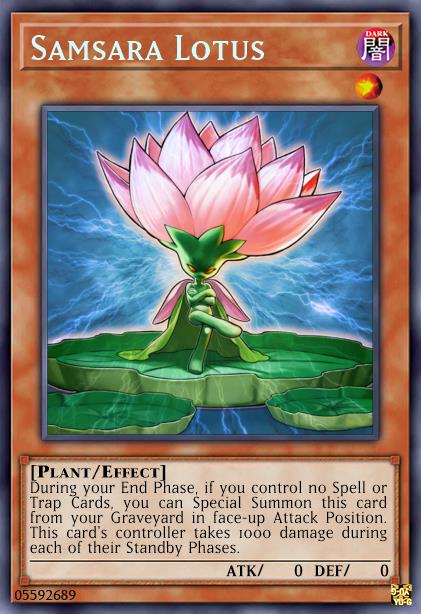 Samsara Lotus
DARK
闇
[Plant/Effect]
During your End Phase, if you control no Spell or
Trap Cards, you can Special Summon this card
from your Graveyard in face-up Attack Position.
This card's controller takes 1000 damage during
each of their Standby Phases.
ATK/ 0 DEF/ 0
05592689